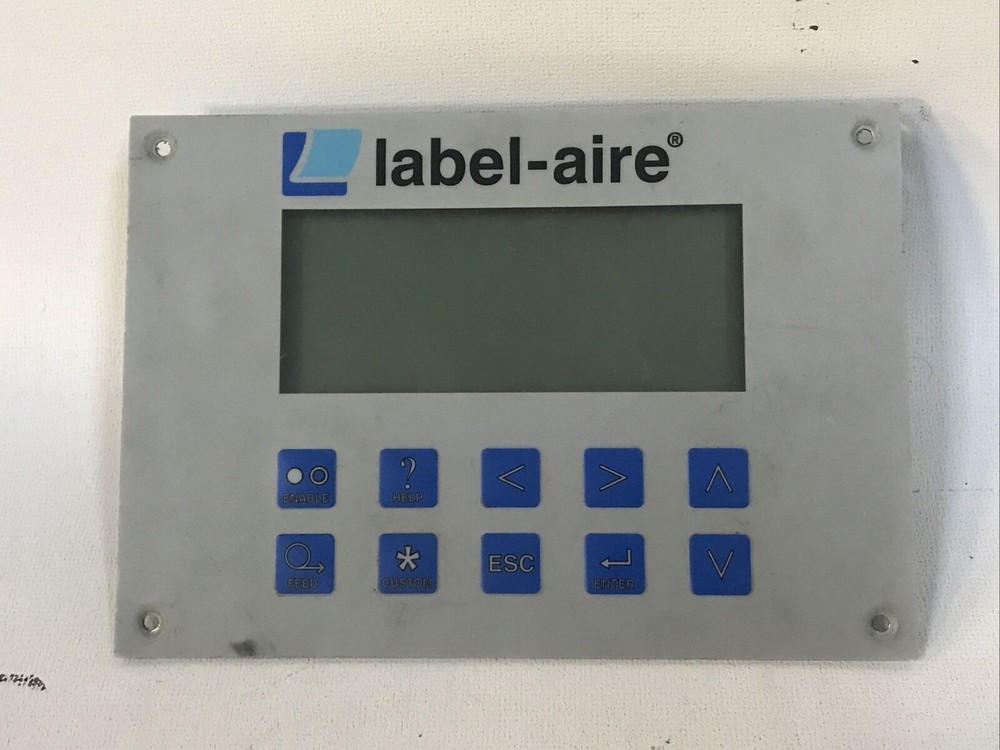 label-aire®
ENABLE ? HELP < > ∧
FEED * CUSTOM ESC ENTER ∨